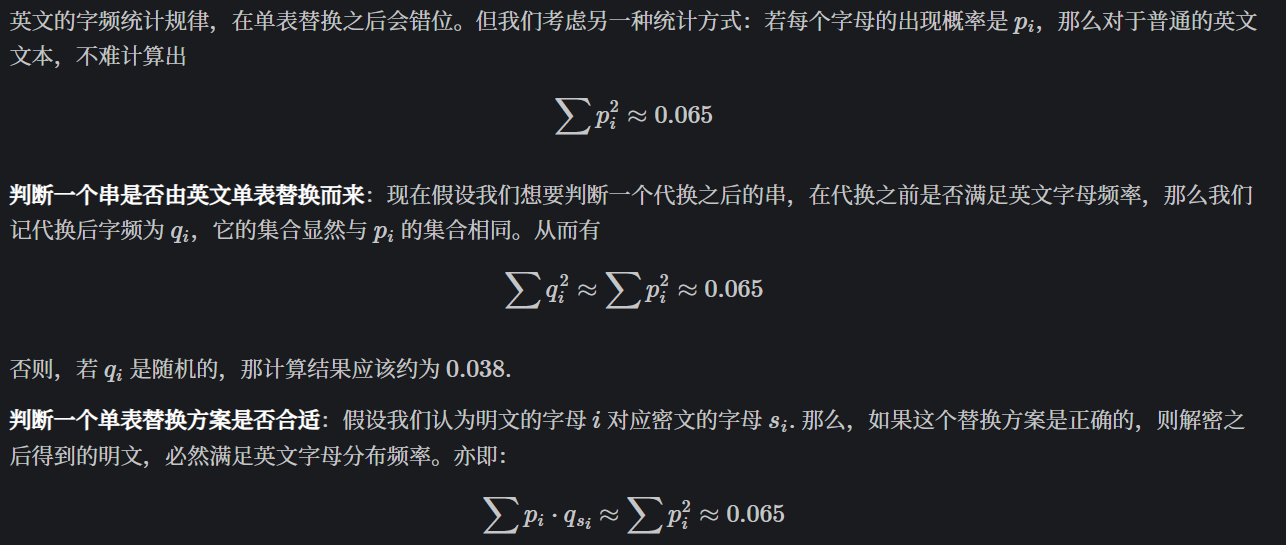 英文的字频统计规律，在单表替换之后会错位。但我们考虑另一种统计方式：若每个字母的出现概率是 $p_i$，那么对于普通的英文
文本，不难计算出
$\sum p_i^2 \approx 0.065$
判断一个串是否由英文单表替换而来：现在假设我们想要判断一个代换之后的串，在代换之前是否满足英文字母频率，那么我们
记代换后字频为 $q_i$，它的集合显然与 $p_i$ 的集合相同。从而有
$\sum q_i^2 \approx \sum p_i^2 \approx 0.065$
否则，若 $q_i$ 是随机的，那计算结果应该约为 0.038.
判断一个单表替换方案是否合适：假设我们认为明文的字母 $i$ 对应密文的字母 $s_i$. 那么，如果这个替换方案是正确的，则解密之
后得到的明文，必然满足英文字母分布频率。亦即：
$\sum p_i \cdot q_{s_i} \approx \sum p_i^2 \approx 0.065$